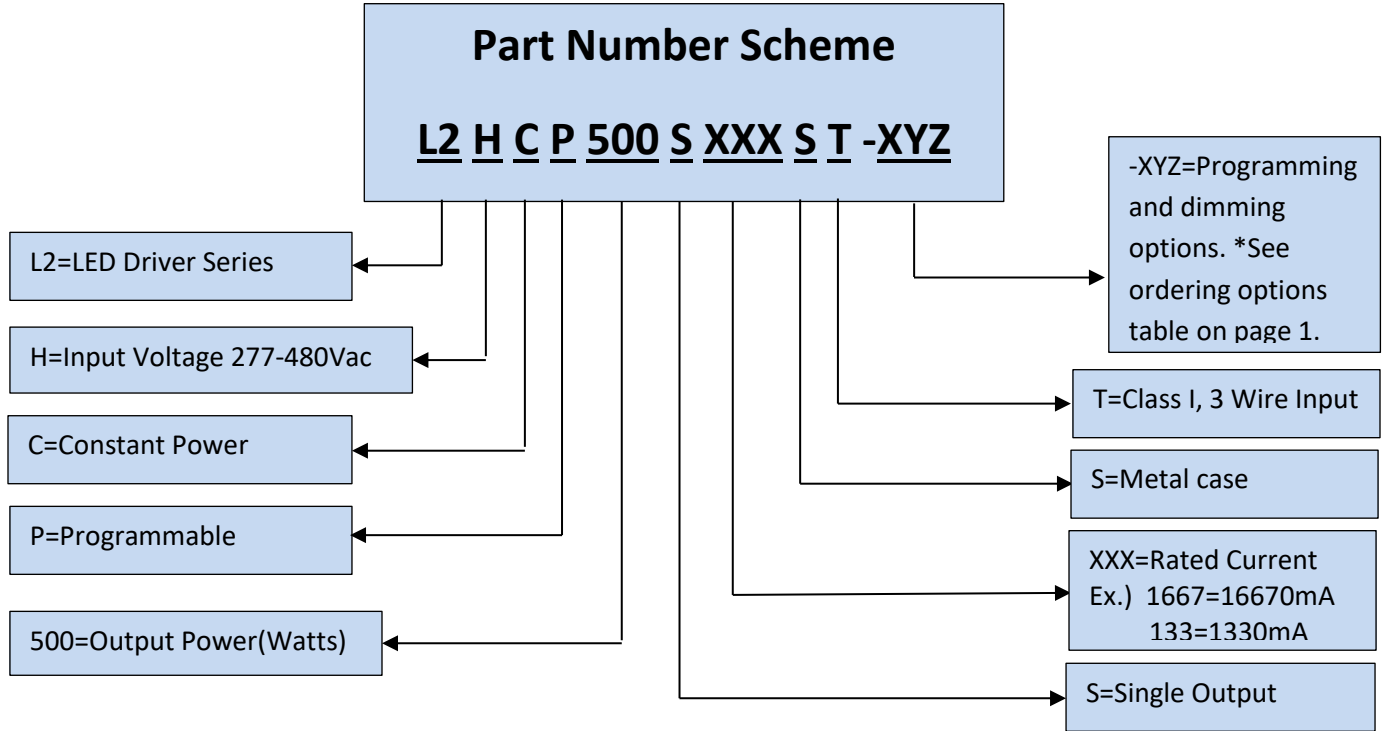 Part Number Scheme
L2 H C P 500 S XXX S T -XYZ
L2=LED Driver Series
H=Input Voltage 277-480Vac
C=Constant Power
P=Programmable
500=Output Power(Watts)
-XYZ=Programming
and dimming
options. *See
ordering options
table on page 1.
T=Class I, 3 Wire Input
S=Metal case
XXX=Rated Current
Ex.) 1667=16670mA
133=1330mA
S=Single Output